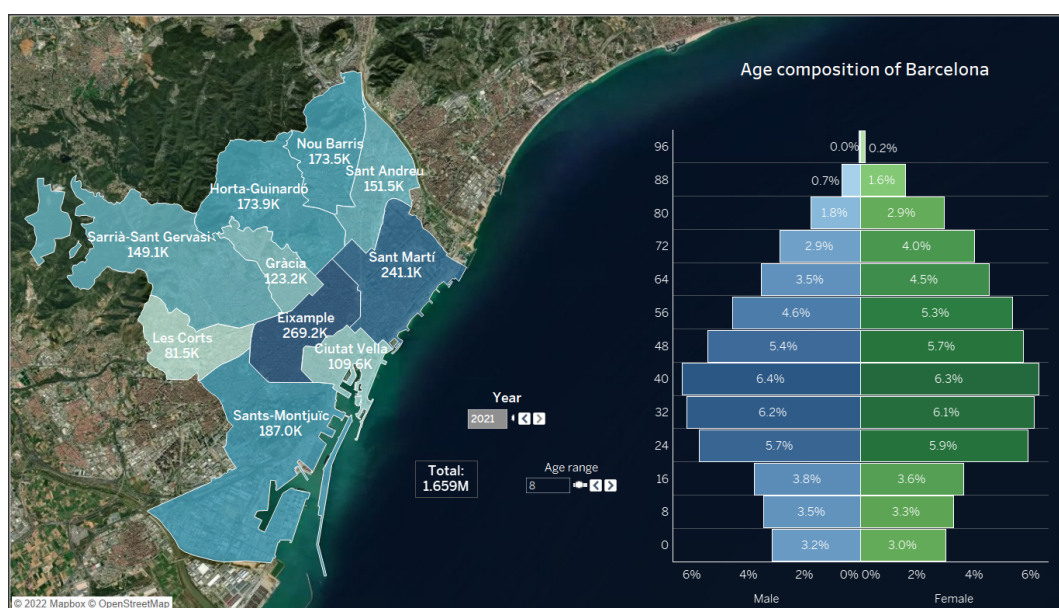 Age composition of Barcelona
Nou Barris
173.5K
Sant Andreu
151.5K
Horta-Guinardó
173.9K
Sarrià-Sant Gervasi
149.1K
Gràcia
123.2K
Sant Martí
241.1K
Eixample
269.2K
Les Corts
81.5K
Ciutat Vella
109.6K
Sants-Montjuïc
187.0K
Year
2021
Total:
1.659M
Age range
8
96 0.0% 0.2%
88 0.7% 1.6%
80 1.8% 2.9%
72 2.9% 4.0%
64 3.5% 4.5%
56 4.6% 5.3%
48 5.4% 5.7%
40 6.4% 6.3%
32 6.2% 6.1%
24 5.7% 5.9%
16 3.8% 3.6%
8 3.5% 3.3%
0 3.2% 3.0%
6% 4% 2% 0% 0% 2% 4% 6%
Male Female
© 2022 Mapbox © OpenStreetMap